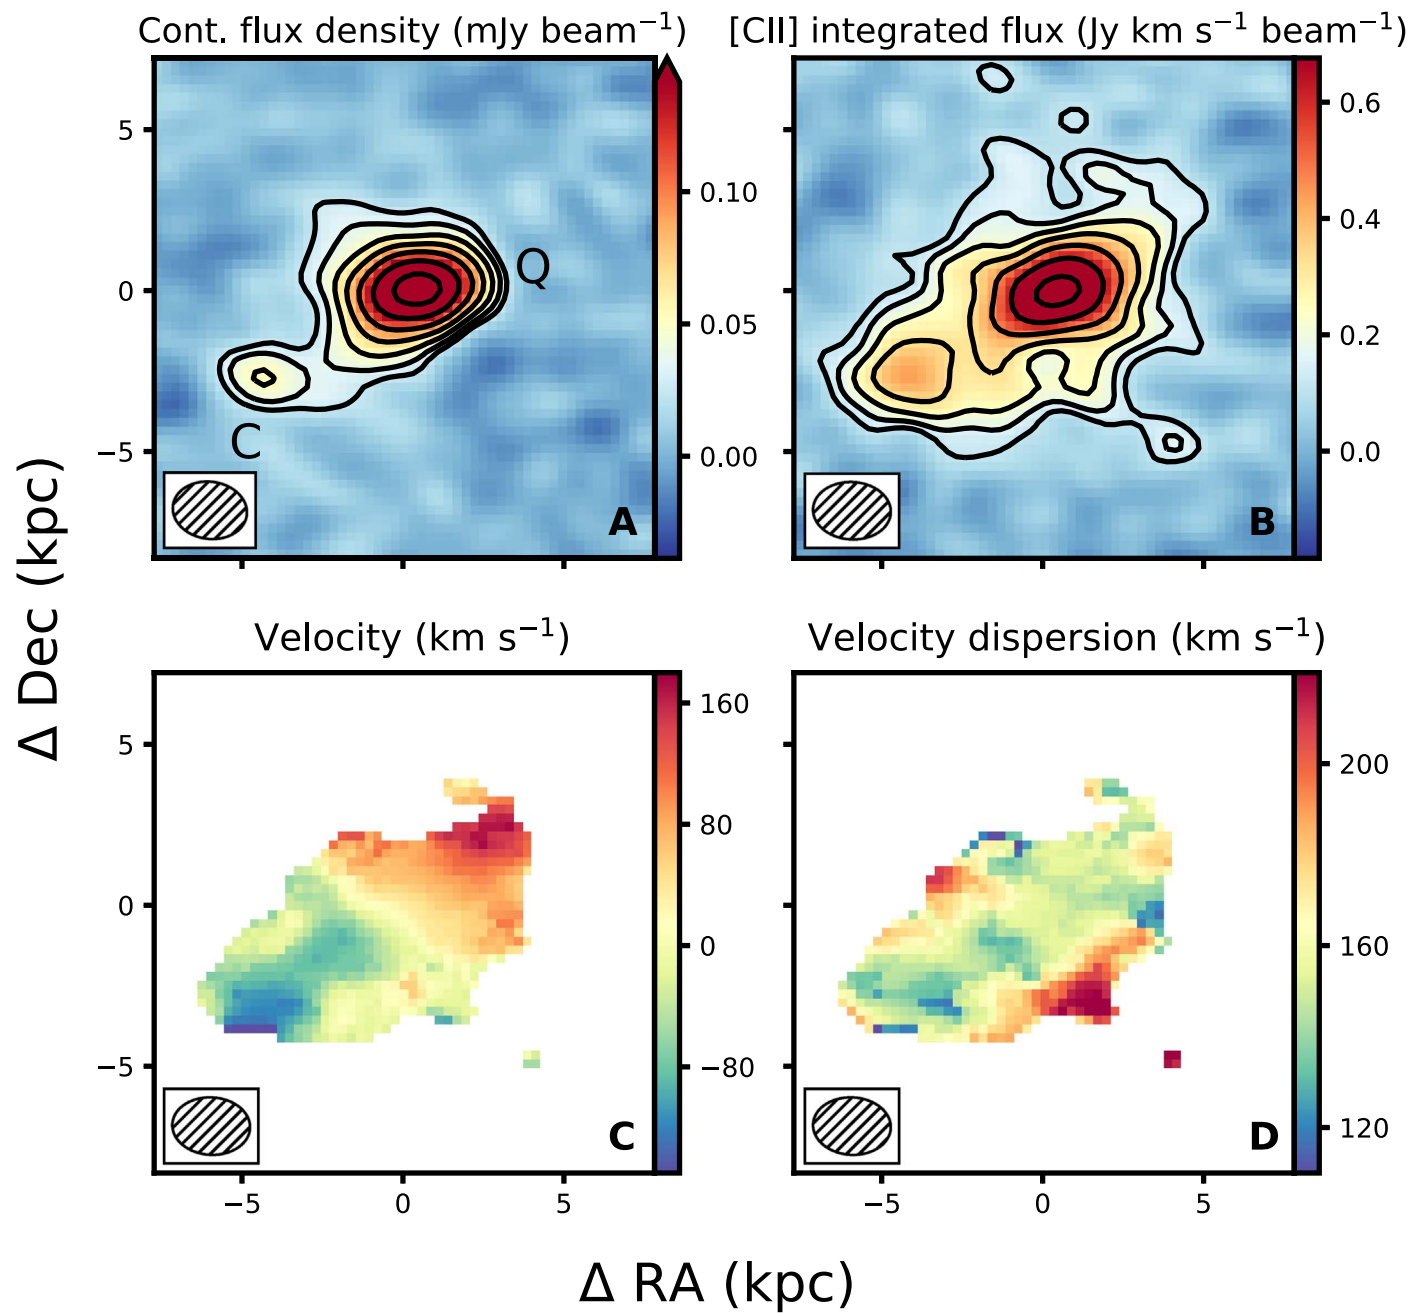 Cont. flux density (mJy beam⁻¹)
[CII] integrated flux (Jy km s⁻¹ beam⁻¹)
5
0
−5
Q
C
A
0.10
0.05
0.00
B
0.6
0.4
0.2
0.0
Δ Dec (kpc)
Velocity (km s⁻¹)
Velocity dispersion (km s⁻¹)
5
0
−5
C
160
80
0
−80
D
200
160
120
−5 0 5
−5 0 5
Δ RA (kpc)